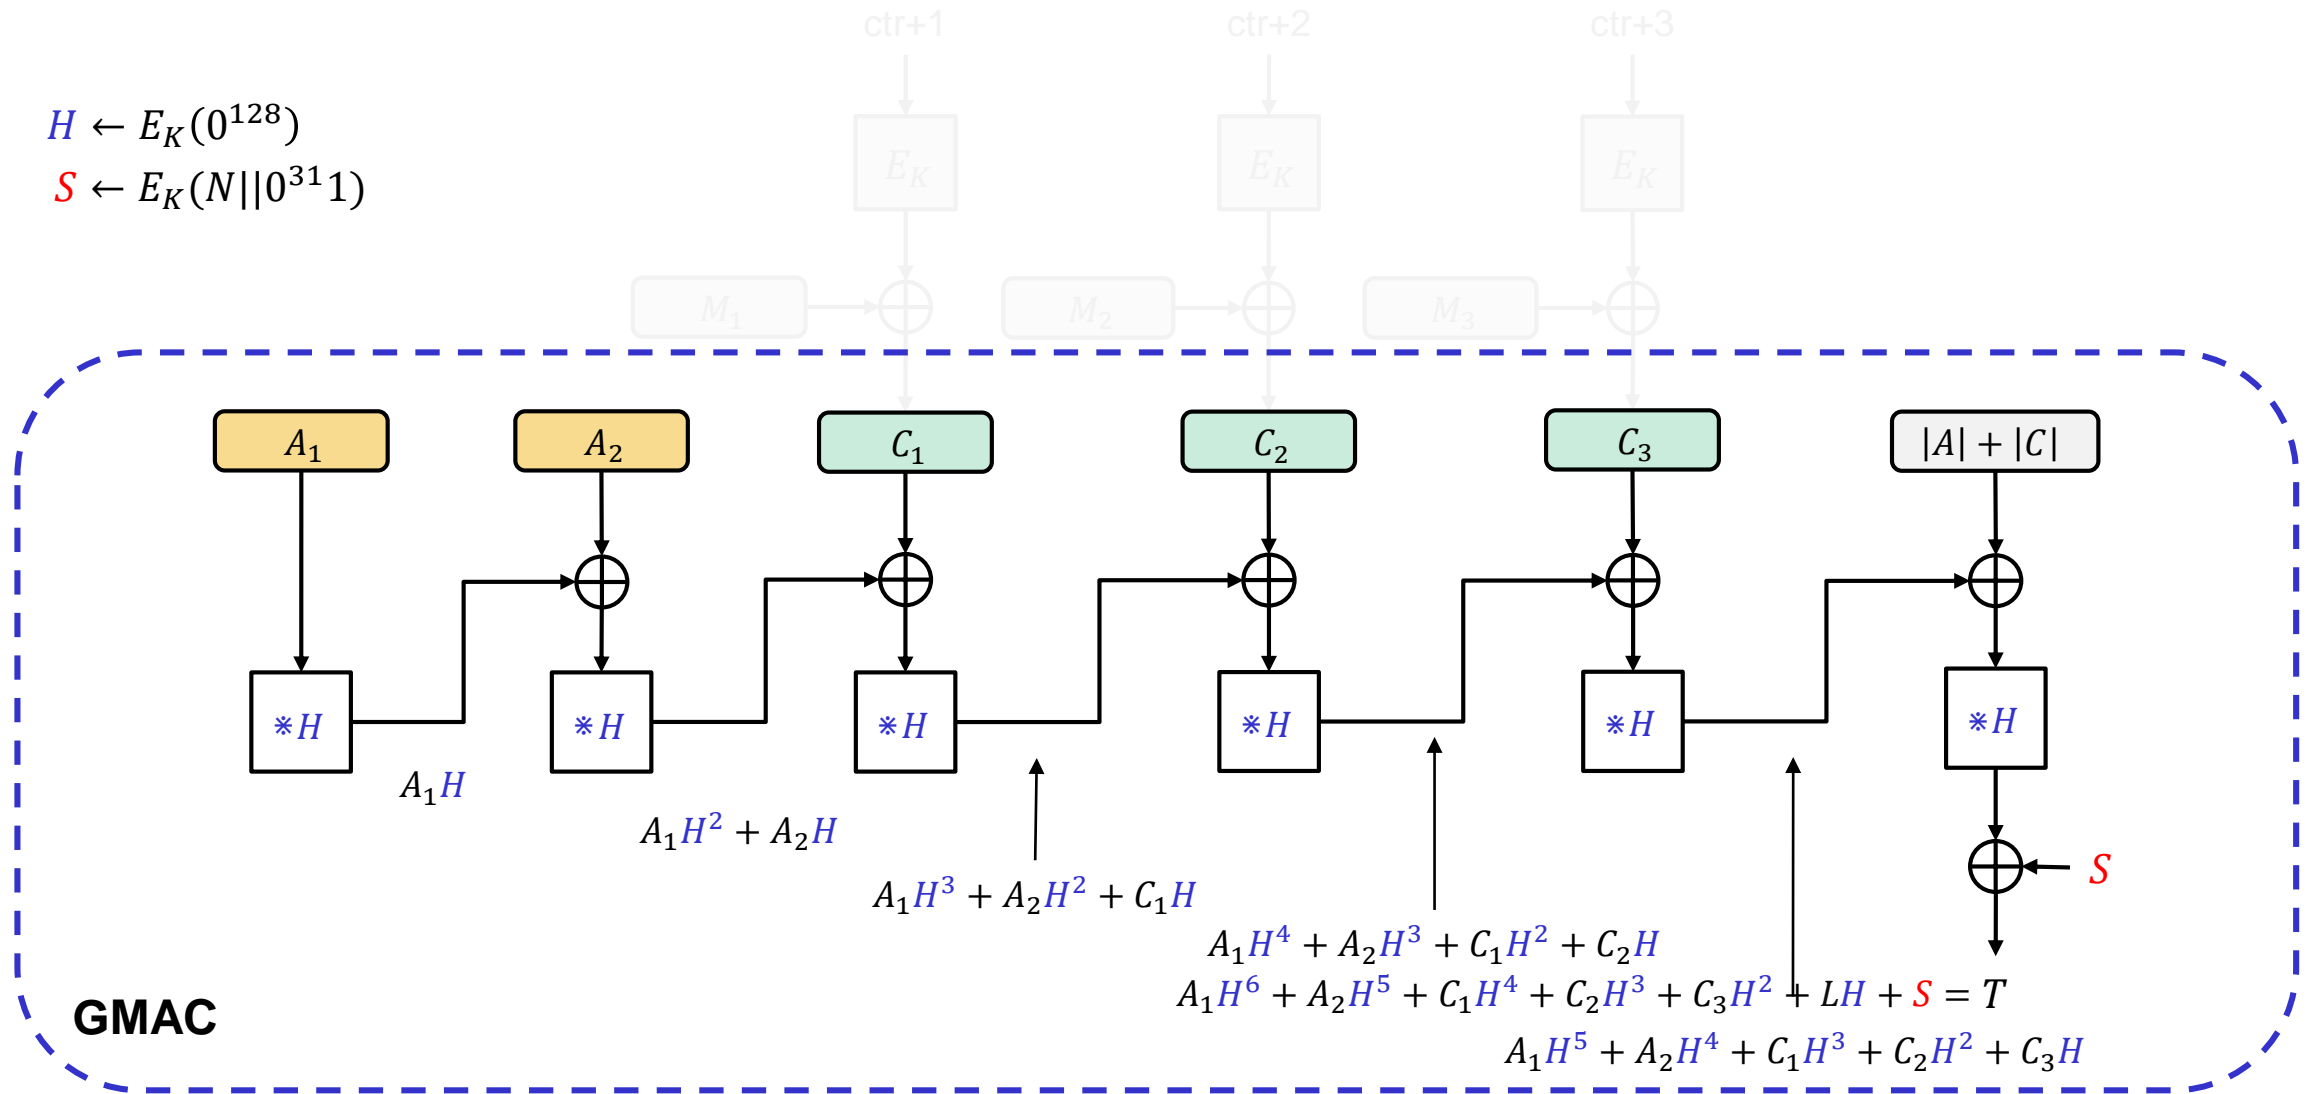 ctr+1 ctr+2 ctr+3
H ← E_K(0^128)
S ← E_K(N||0^31 1)
E_K E_K E_K
M_1 M_2 M_3
A_1 A_2 C_1 C_2 C_3 |A| + |C|
⋇H ⋇H ⋇H ⋇H ⋇H ⋇H
A_1H
A_1H^2 + A_2H
S
A_1H^3 + A_2H^2 + C_1H
A_1H^4 + A_2H^3 + C_1H^2 + C_2H
A_1H^6 + A_2H^5 + C_1H^4 + C_2H^3 + C_3H^2 + LH + S = T
GMAC
A_1H^5 + A_2H^4 + C_1H^3 + C_2H^2 + C_3H